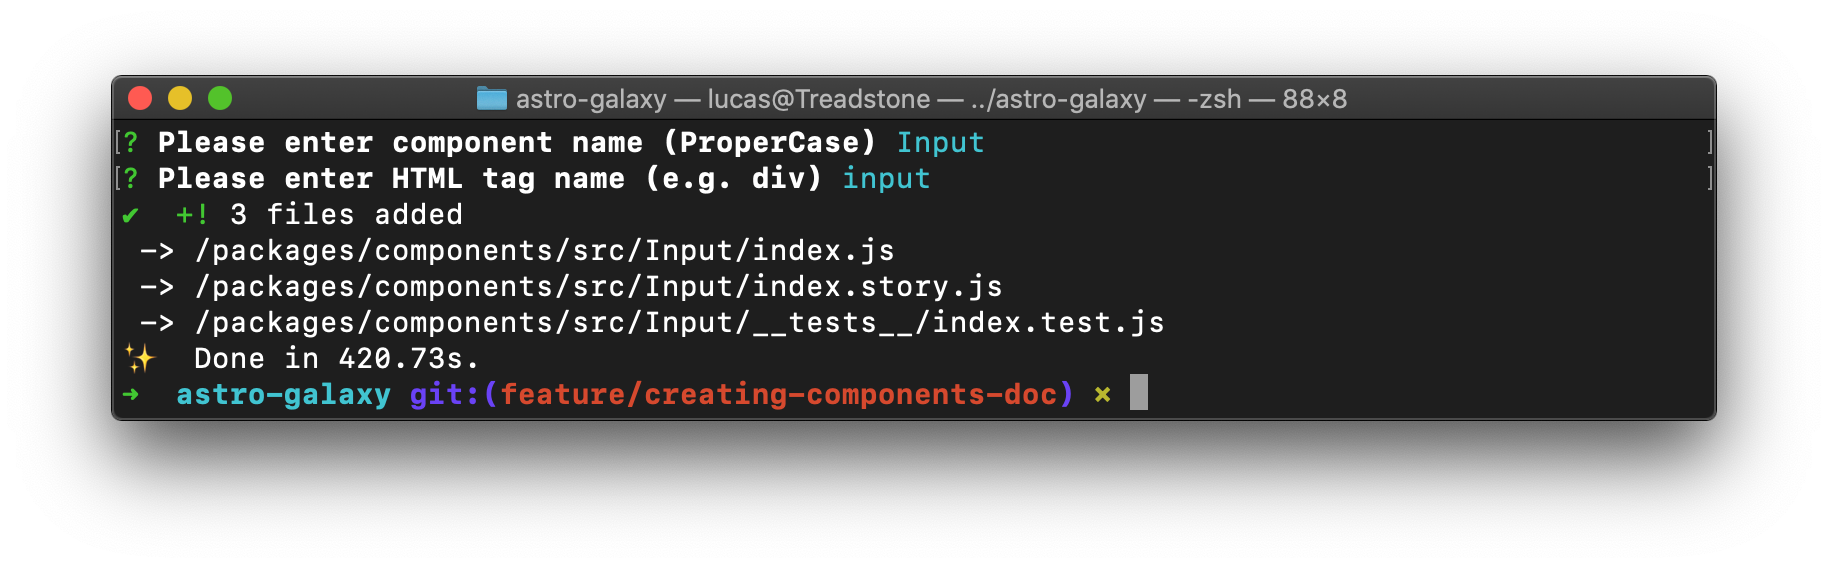 astro-galaxy — lucas@Treadstone — ../astro-galaxy — -zsh — 88×8
[? Please enter component name (ProperCase) Input ]
[? Please enter HTML tag name (e.g. div) input ]
✔ +! 3 files added
-> /packages/components/src/Input/index.js
-> /packages/components/src/Input/index.story.js
-> /packages/components/src/Input/__tests__/index.test.js
✨ Done in 420.73s.
➜ astro-galaxy git:(feature/creating-components-doc) ✗